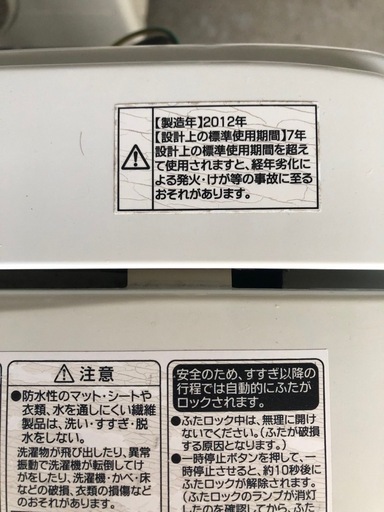 【製造年】2012年
【設計上の標準使用期間】7年
設計上の標準使用期間を超え
て使用されますと、経年劣化に
よる発火・けが等の事故に至る
おそれがあります。
注意
●防水性のマット・シートや
衣類、水を通しにくい繊維
製品は、洗い・すすぎ・脱
水をしない。
洗濯物が飛び出したり、異常
振動で洗濯機が転倒してけ
がをしたり、洗濯機・かべ・床
などの破損、衣類の損傷など
のおそれがあります。
安全のため、すすぎ以降の
行程では自動的にふたが
ロックされます。
●ふたロック中は、無理に開け
ないでください。(ふたが破損
する原因となります。)
●一時停止ボタンを押して、一
時停止させると、約10秒後に
ふたロックが解除されます。
(ふたロックのランプが消灯
したのを確認してから、ふた